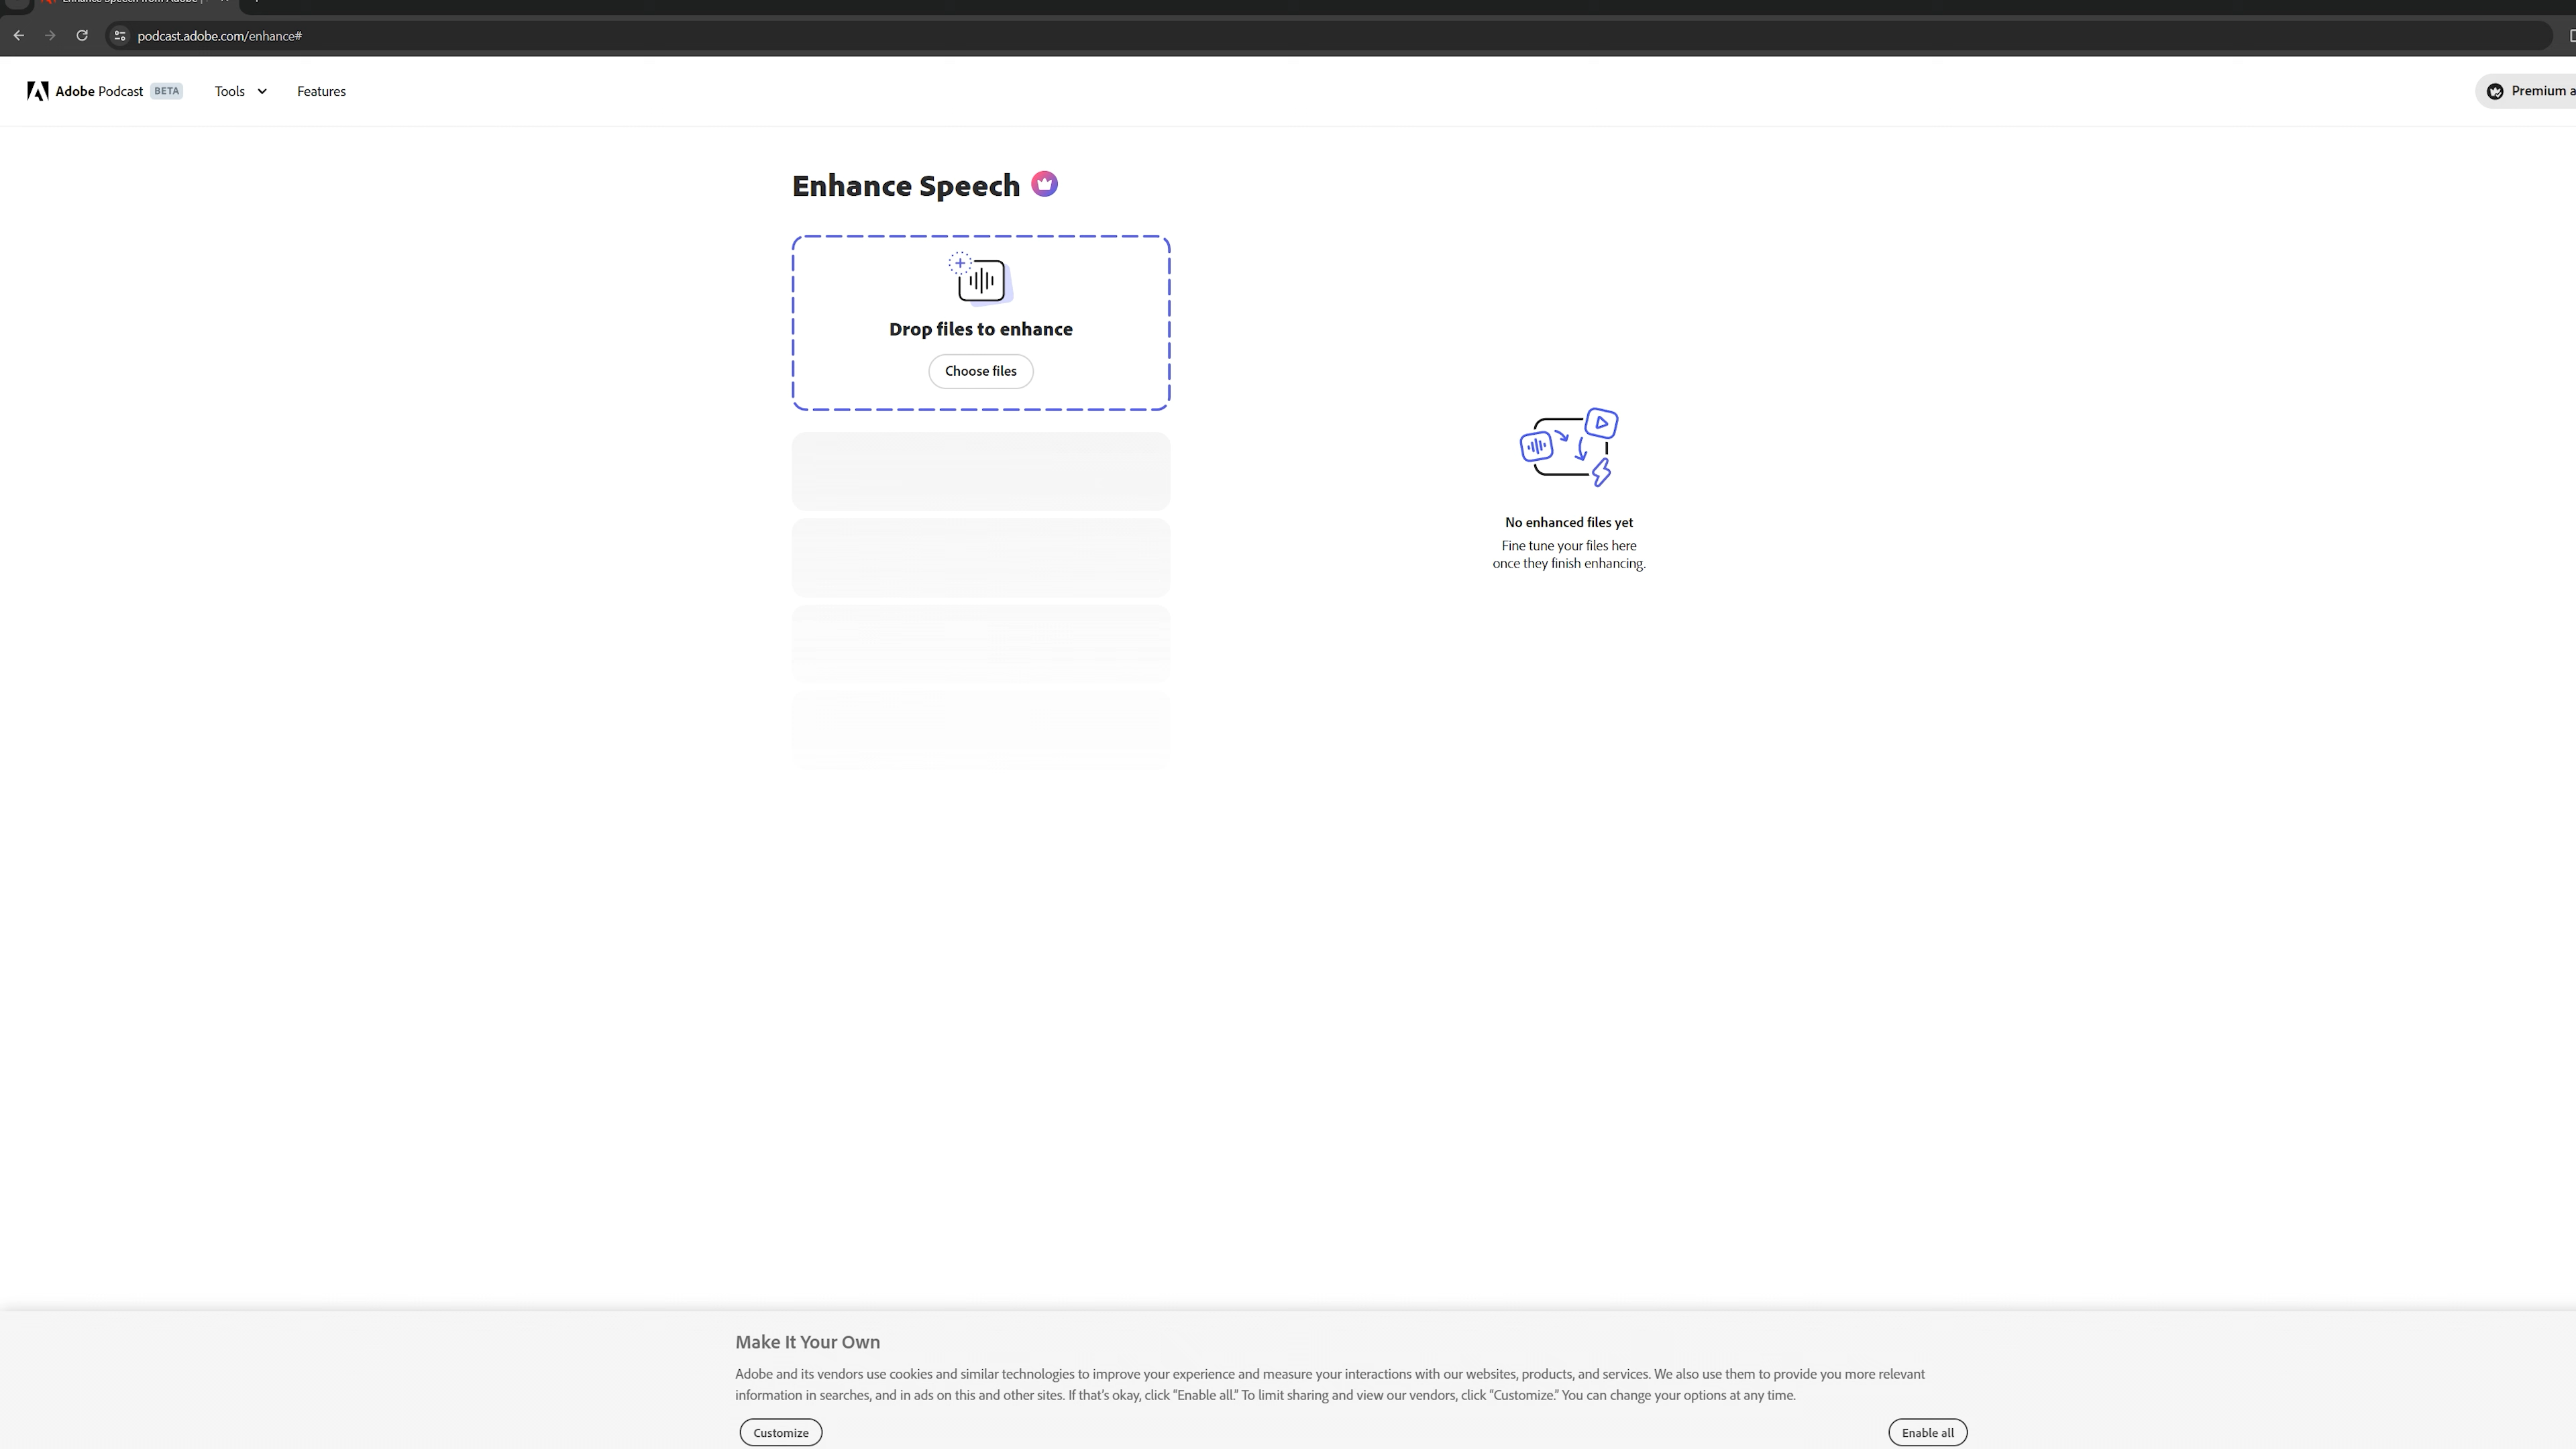 Enhance Speech from Adobe |
podcast.adobe.com/enhance#
Adobe Podcast BETA
Tools
Features
Premium a
Enhance Speech
Drop files to enhance
Choose files
No enhanced files yet
Fine tune your files here
once they finish enhancing.
Make It Your Own
Adobe and its vendors use cookies and similar technologies to improve your experience and measure your interactions with our websites, products, and services. We also use them to provide you more relevant
information in searches, and in ads on this and other sites. If that’s okay, click “Enable all.” To limit sharing and view our vendors, click “Customize.” You can change your options at any time.
Customize
Enable all